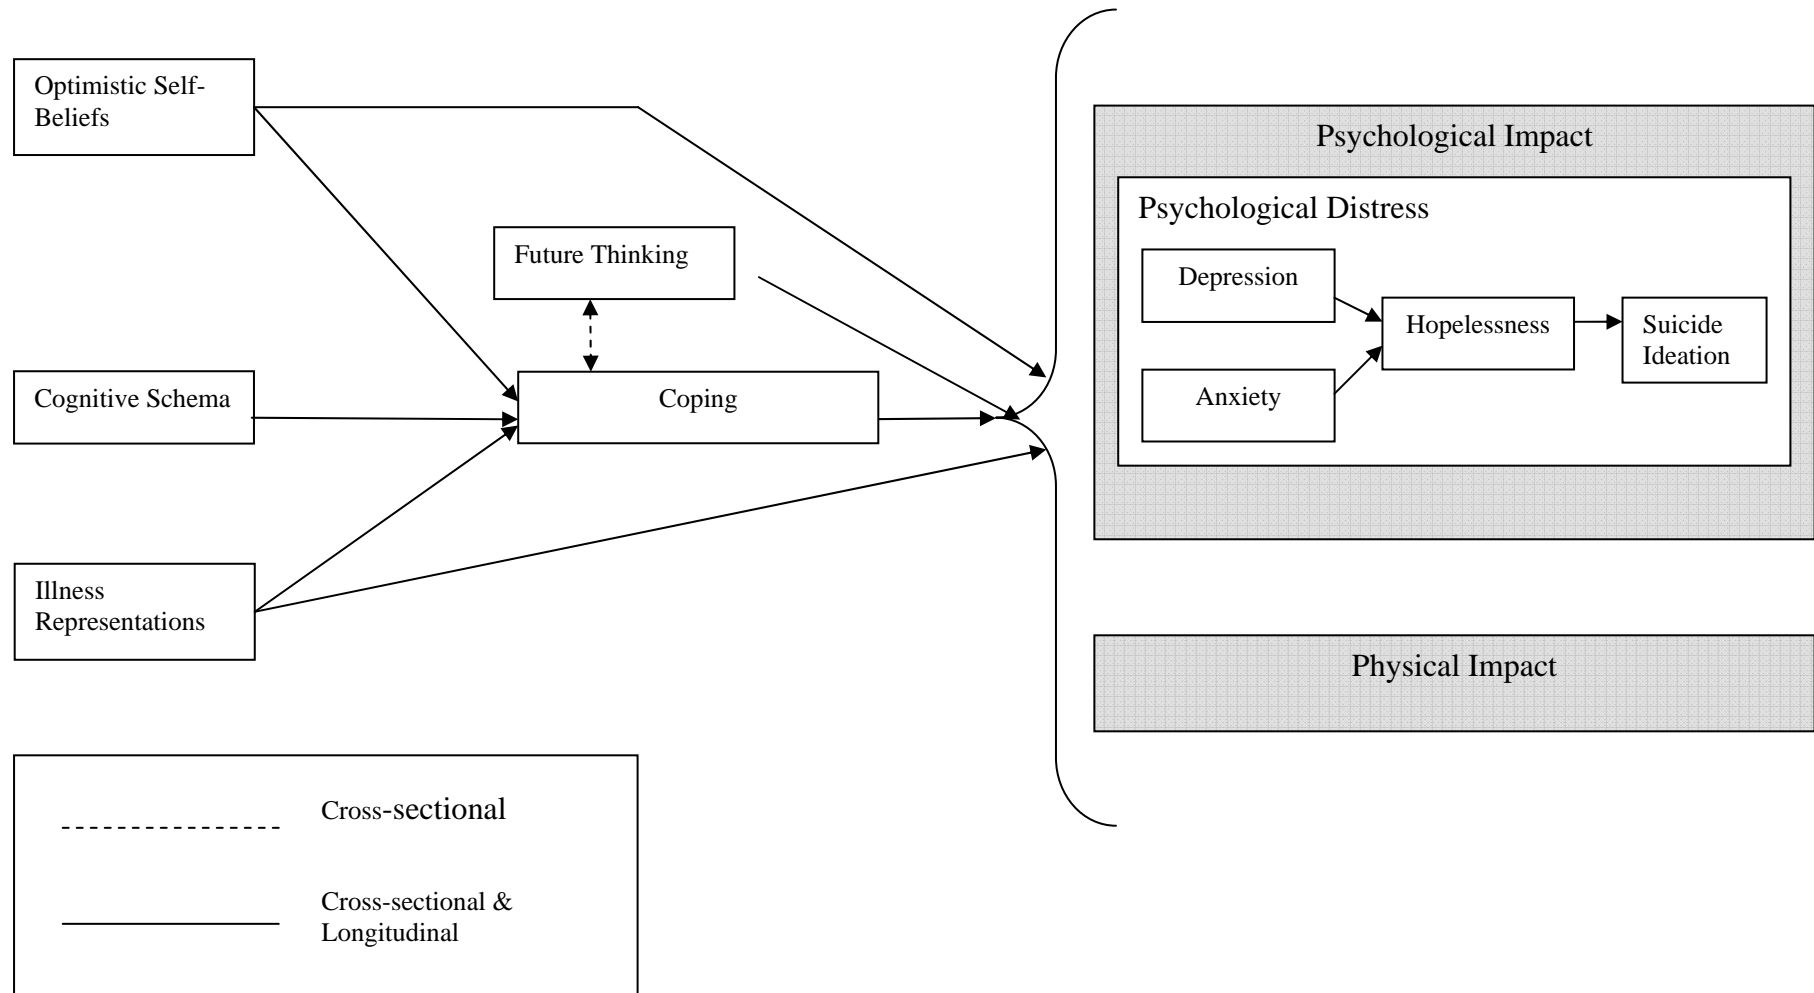 Optimistic Self-
Beliefs
Psychological Impact
Psychological Distress
Future Thinking
Depression
Hopelessness
Suicide
Ideation
Cognitive Schema
Coping
Anxiety
Illness
Representations
Physical Impact
Cross-sectional
Cross-sectional &
Longitudinal